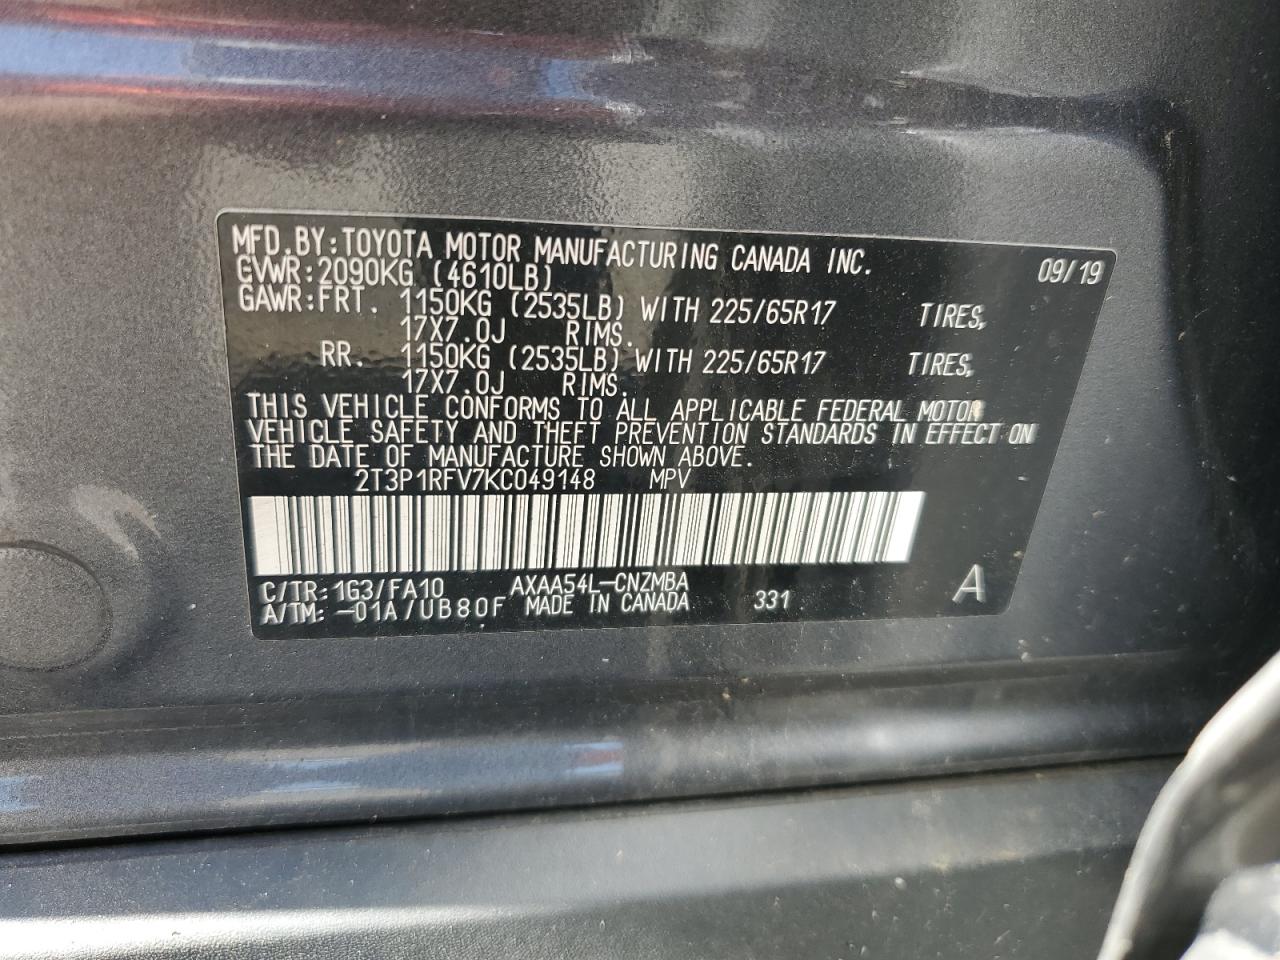 MFD.BY:TOYOTA MOTOR MANUFACTURING CANADA INC. 09/19
GVWR:2090KG (4610LB)
GAWR:FRT. 1150KG (2535LB) WITH 225/65R17 TIRES,
17X7.0J RIMS.
RR. 1150KG (2535LB) WITH 225/65R17 TIRES,
17X7.0J RIMS.
THIS VEHICLE CONFORMS TO ALL APPLICABLE FEDERAL MOTOR
VEHICLE SAFETY AND THEFT PREVENTION STANDARDS IN EFFECT ON
THE DATE OF MANUFACTURE SHOWN ABOVE.
2T3P1RFV7KC049148 MPV
C/TR:1G3/FA10 AXAA54L-CNZMBA
A/TM:-01A/UB80F MADE IN CANADA 331 A